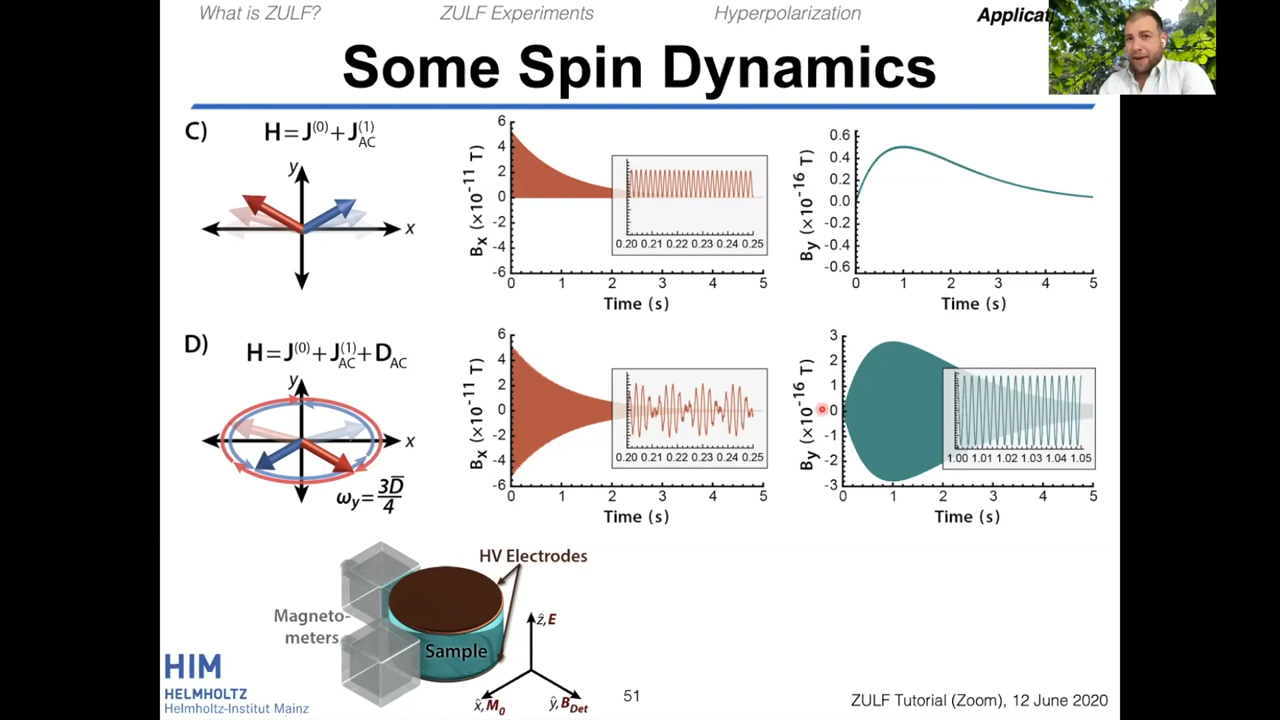 What is ZULF? ZULF Experiments Hyperpolarization Applicat
Some Spin Dynamics
C) H=J(0)+J(1)AC
y
x
Bx (×10-11 T)
6
4
2
0
-2
-4
-6
0 1 2 3 4 5
Time (s)
0.20 0.21 0.22 0.23 0.24 0.25
By (×10-16 T)
0.6
0.4
0.2
0.0
-0.2
-0.4
-0.6
0 1 2 3 4 5
Time (s)
D) H=J(0)+J(1)AC+DAC
y
x
ωy=3D̅/4
Bx (×10-11 T)
6
4
2
0
-2
-4
-6
0 1 2 3 4 5
Time (s)
0.20 0.21 0.22 0.23 0.24 0.25
By (×10-16 T)
3
2
1
0
-1
-2
-3
0 1 2 3 4 5
Time (s)
1.00 1.01 1.02 1.03 1.04 1.05
HV Electrodes
Magneto-
meters
Sample
ẑ,E
x̂,M0
ŷ,BDet
HIM
HELMHOLTZ
Helmholtz-Institut Mainz
51
ZULF Tutorial (Zoom), 12 June 2020